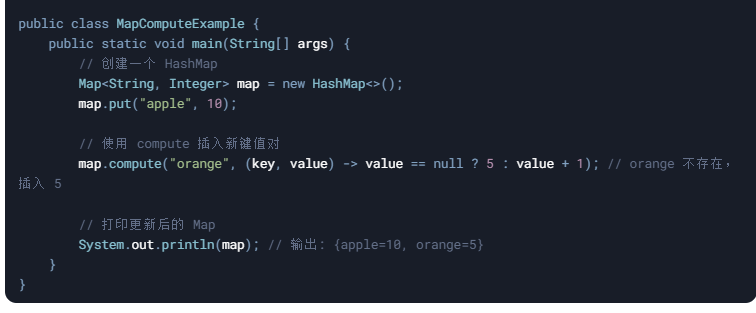 public class MapComputeExample {
    public static void main(String[] args) {
        // 创建一个 HashMap
        Map<String, Integer> map = new HashMap<>();
        map.put("apple", 10);

        // 使用 compute 插入新键值对
        map.compute("orange", (key, value) -> value == null ? 5 : value + 1); // orange 不存在，
插入 5

        // 打印更新后的 Map
        System.out.println(map); // 输出: {apple=10, orange=5}
    }
}